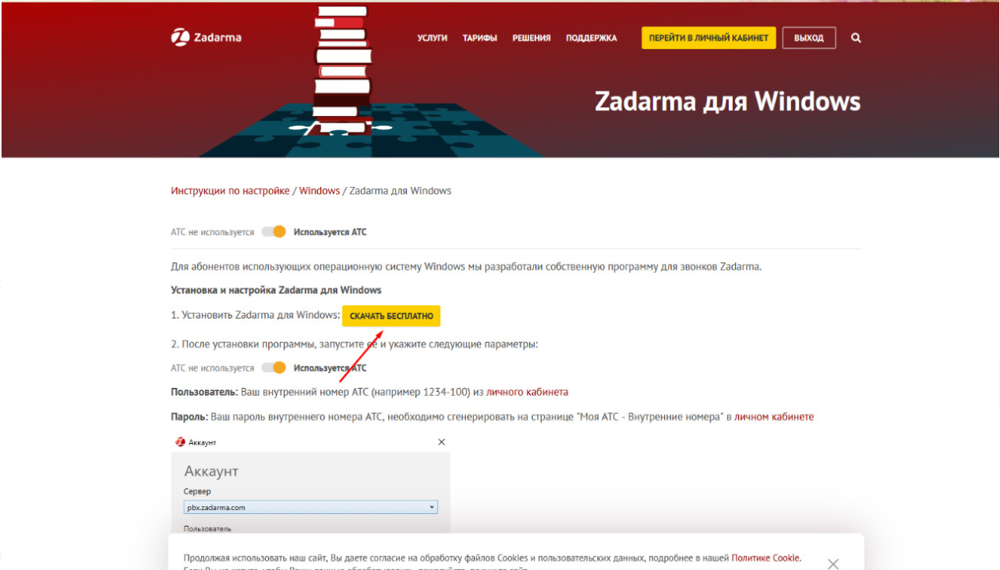 Zadarma
УСЛУГИ ТАРИФЫ РЕШЕНИЯ ПОДДЕРЖКА ПЕРЕЙТИ В ЛИЧНЫЙ КАБИНЕТ ВЫХОД
Zadarma для Windows
Инструкции по настройке / Windows / Zadarma для Windows
АТС не используется Используется АТС
Для абонентов использующих операционную систему Windows мы разработали собственную программу для звонков Zadarma.
Установка и настройка Zadarma для Windows
1. Установить Zadarma для Windows: СКАЧАТЬ БЕСПЛАТНО
2. После установки программы, запустите её и укажите следующие параметры:
АТС не используется Используется АТС
Пользователь: Ваш внутренний номер АТС (например 1234-100) из личного кабинета
Пароль: Ваш пароль внутреннего номера АТС, необходимо сгенерировать на странице "Моя АТС - Внутренние номера" в личном кабинете
Аккаунт
Аккаунт
Сервер
pbx.zadarma.com
Пользователь
Продолжая использовать наш сайт, Вы даете согласие на обработку файлов Cookies и пользовательских данных, подробнее в нашей Политике Cookie.